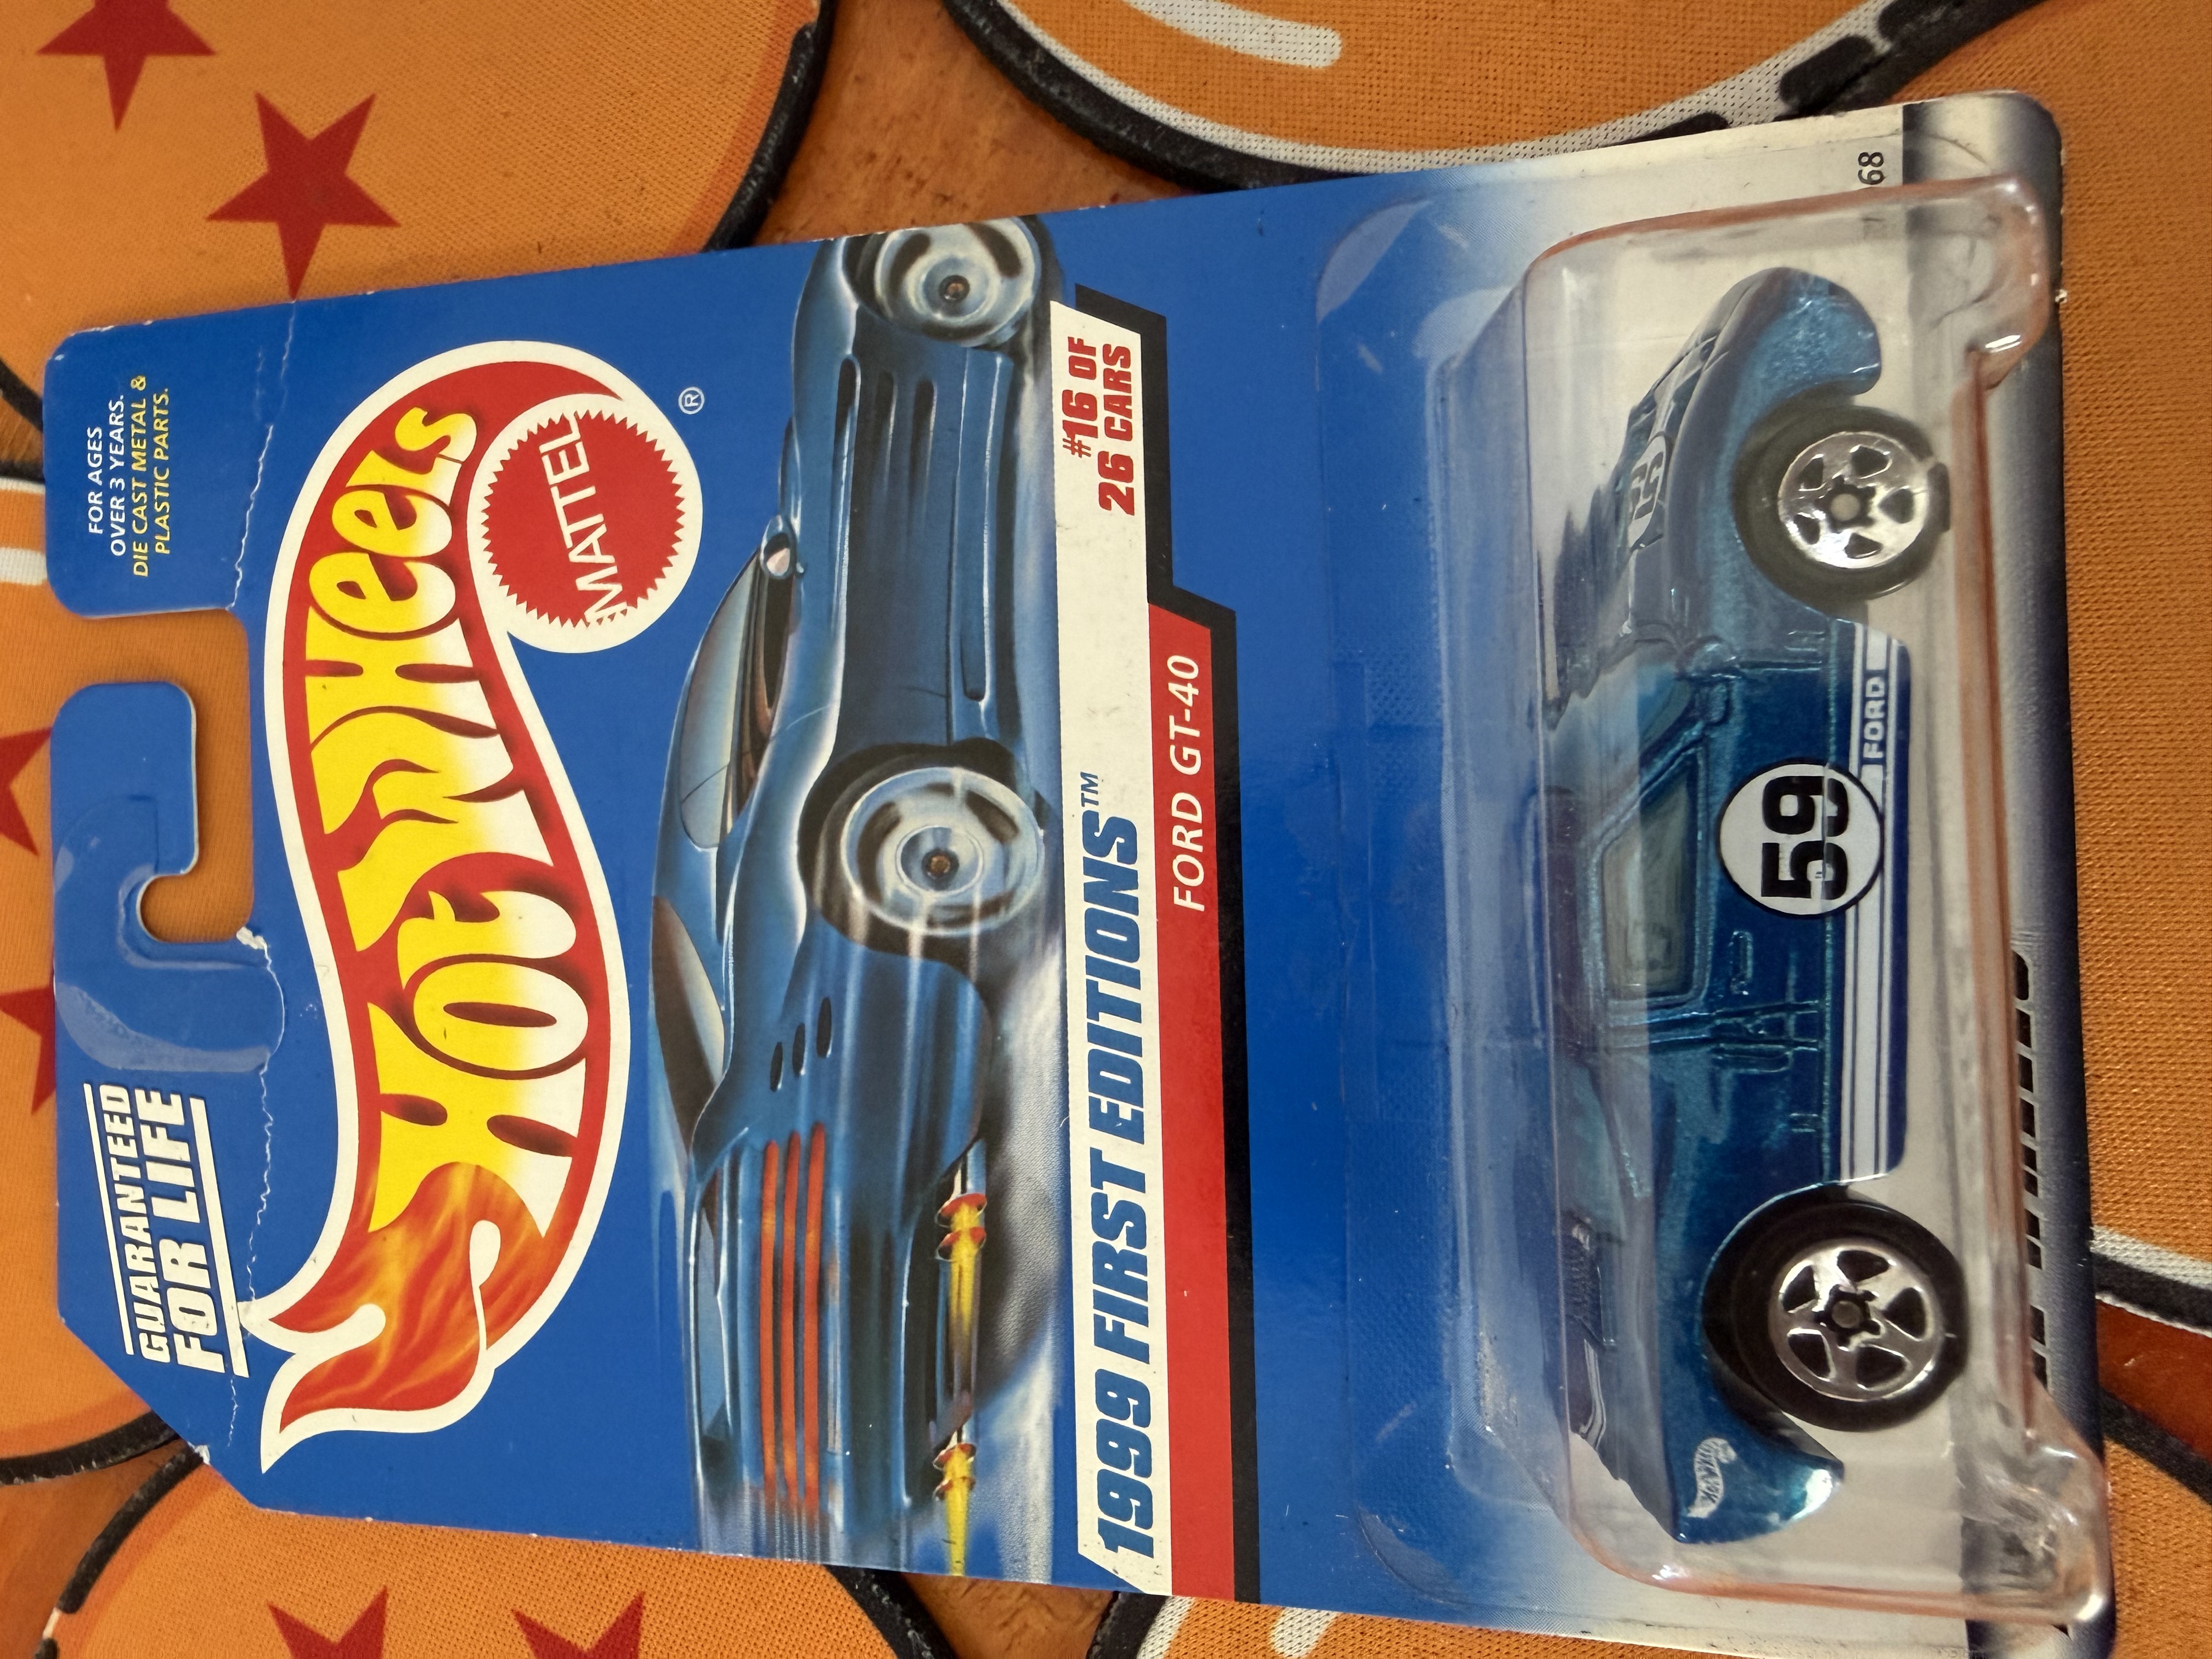 GUARANTEED
FOR LIFE
FOR AGES
OVER 3 YEARS.
DIE CAST METAL &
PLASTIC PARTS.
HOT WHEELS
MATTEL
®
1999 FIRST EDITIONS™
#16 OF
26 CARS
FORD GT-40
59
59
FORD
68